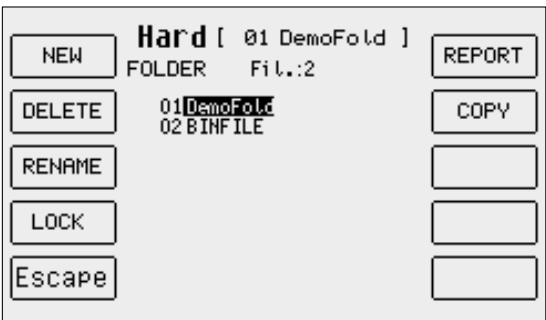 NEW
Hard [ 01 DemoFold ]
REPORT
FOLDER Fil.:2
DELETE
01 DemoFold
COPY
02 BINFILE
RENAME
LOCK
Escape